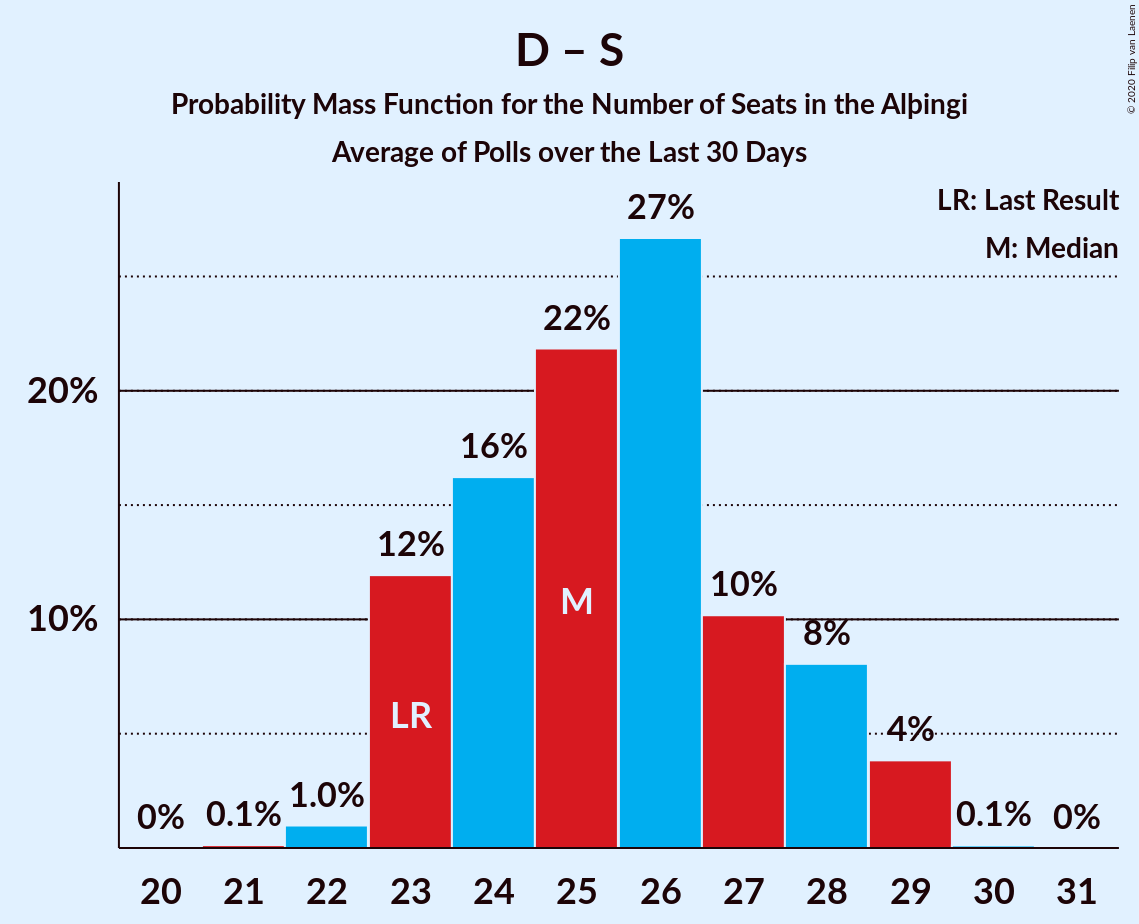 D – S
Probability Mass Function for the Number of Seats in the Alþingi
Average of Polls over the Last 30 Days
© 2020 Filip van Laenen
LR: Last Result
M: Median
27%
22%
20%
16%
12%
10%
10%
8%
4%
1.0%
0%
0.1%
0.1%
0%
M
LR
20 21 22 23 24 25 26 27 28 29 30 31